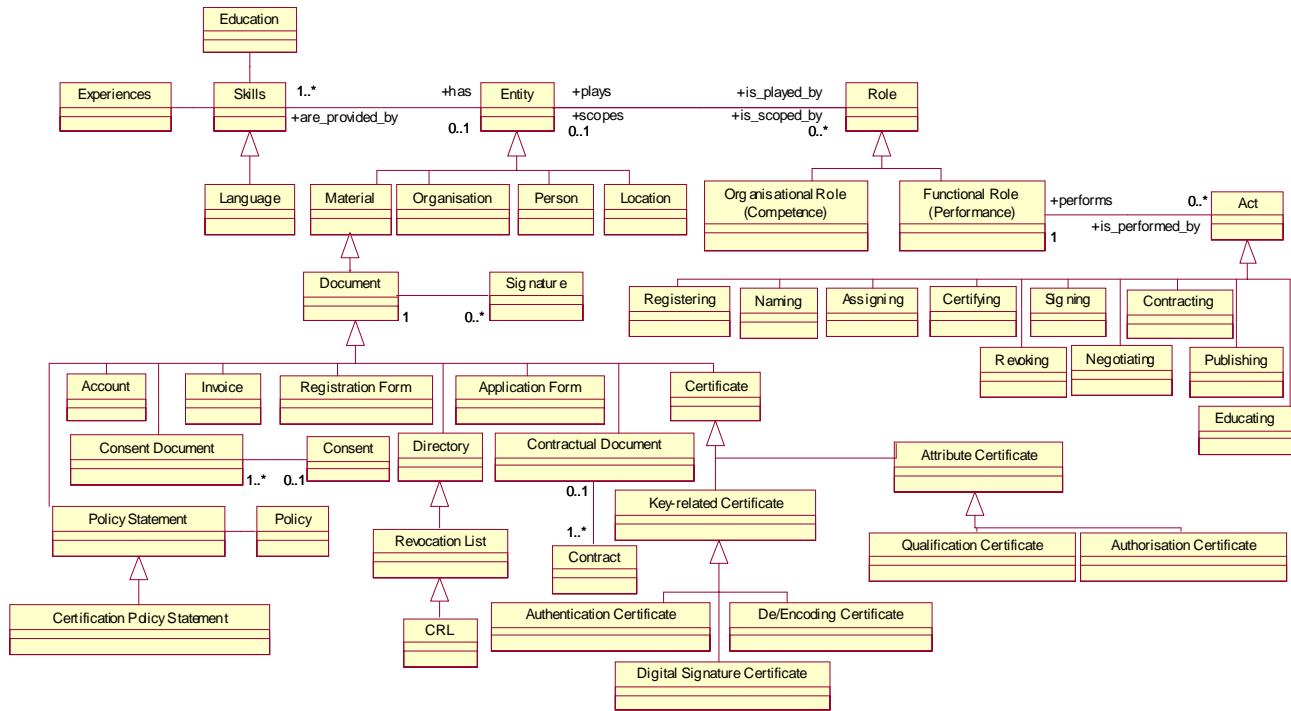 Education
Experiences
Skills
1..*
+has
+are_provided_by
0..1
Entity
+plays
+scopes
0..1
+is_played_by
+is_scoped_by
0..*
Role
Language
Material
Organisation
Person
Location
Organisational Role
(Competence)
Functional Role
(Performance)
+performs
1
0..*
+is_performed_by
Act
Document
1
0..*
Signature
Registering
Naming
Assigning
Certifying
Signing
Contracting
Revoking
Negotiating
Publishing
Educating
Account
Invoice
Registration Form
Application Form
Certificate
Consent Document
1..*
0..1
Consent
Directory
Contractual Document
0..1
1..*
Contract
Attribute Certificate
Key-related Certificate
Policy Statement
Policy
Revocation List
Qualification Certificate
Authorisation Certificate
Certification Policy Statement
CRL
Authentication Certificate
De/Encoding Certificate
Digital Signature Certificate